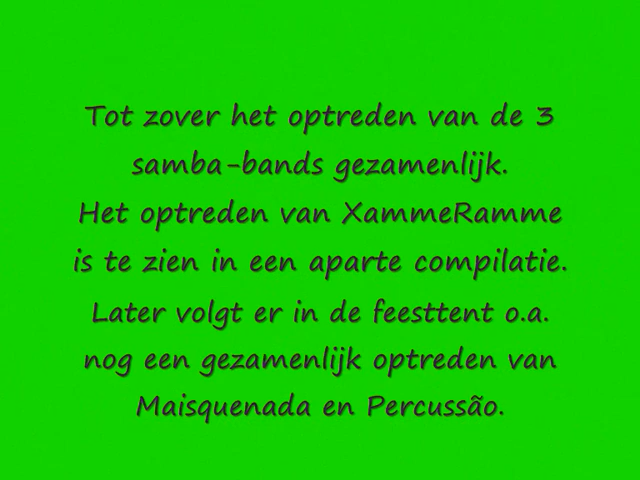 Tot zover het optreden van de 3
samba-bands gezamenlijk.
Het optreden van XammeRamme
is te zien in een aparte compilatie.
Later volgt er in de feesttent o.a.
nog een gezamenlijk optreden van
Maisquenada en Percussão.